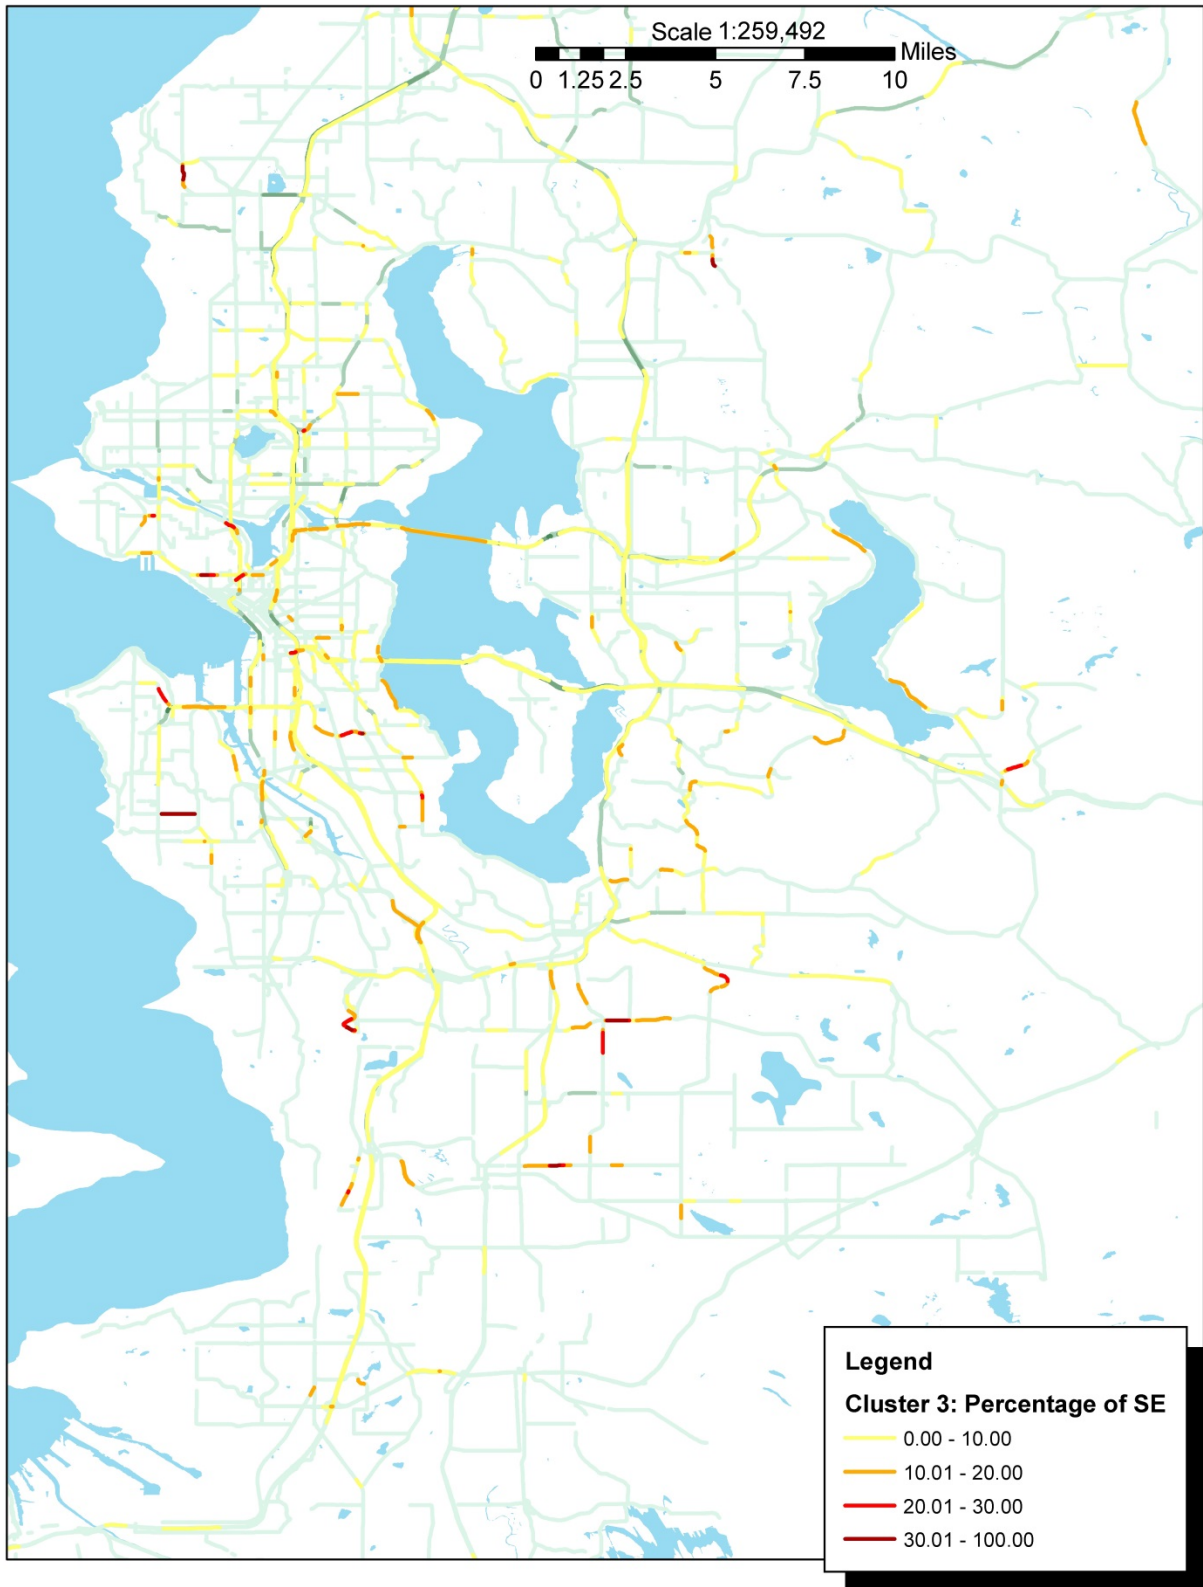 Scale 1:259,492
Miles
0 1.25 2.5 5 7.5 10
Legend
Cluster 3: Percentage of SE
0.00 - 10.00
10.01 - 20.00
20.01 - 30.00
30.01 - 100.00